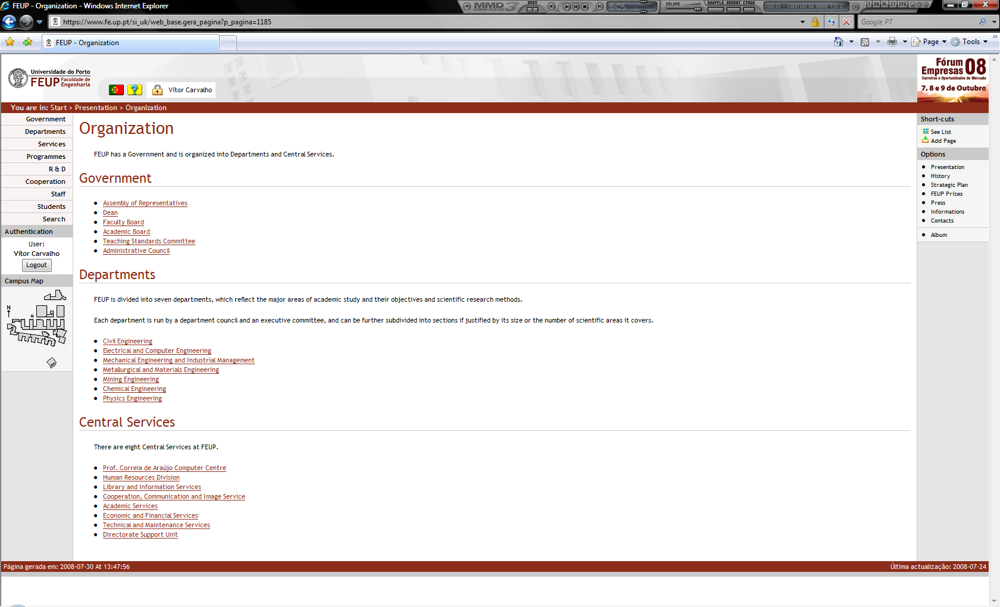 FEUP - Organization - Windows Internet Explorer
MMD3
WINAMP-PLAYER
OPEN
VOLUME
SHUFFLE REPEAT CFADE
https://www.fe.up.pt/si_uk/web_base.gera_pagina?p_pagina=1185
Google PT
FEUP - Organization
Page
Tools
Universidade do Porto
FEUP Faculdade de Engenharia
Vítor Carvalho
Fórum
Empresas 08
Carreiras e Oportunidades de Mercado
7, 8 e 9 de Outubro
You are in: Start > Presentation > Organization
Government
Departments
Services
Programmes
R & D
Cooperation
Staff
Students
Search
Authentication
User:
Vítor Carvalho
Logout
Campus Map
N
Organization
FEUP has a Government and is organized into Departments and Central Services.
Government
Assembly of Representatives
Dean
Faculty Board
Academic Board
Teaching Standards Committee
Administrative Council
Departments
FEUP is divided into seven departments, which reflect the major areas of academic study and their objectives and scientific research methods.
Each department is run by a department council and an executive committee, and can be further subdivided into sections if justified by its size or the number of scientific areas it covers.
Civil Engineering
Electrical and Computer Engineering
Mechanical Engineering and Industrial Management
Metallurgical and Materials Engineering
Mining Engineering
Chemical Engineering
Physics Engineering
Central Services
There are eight Central Services at FEUP.
Prof. Correia de Araújo Computer Centre
Human Resources Division
Library and Information Services
Cooperation, Communication and Image Service
Academic Services
Economic and Financial Services
Technical and Maintenance Services
Directorate Support Unit
Short-cuts
See List
Add Page
Options
Presentation
History
Strategic Plan
FEUP Prizes
Press
Informations
Contacts
Album
Página gerada em: 2008-07-30 At 13:47:56
Última actualização: 2008-07-24